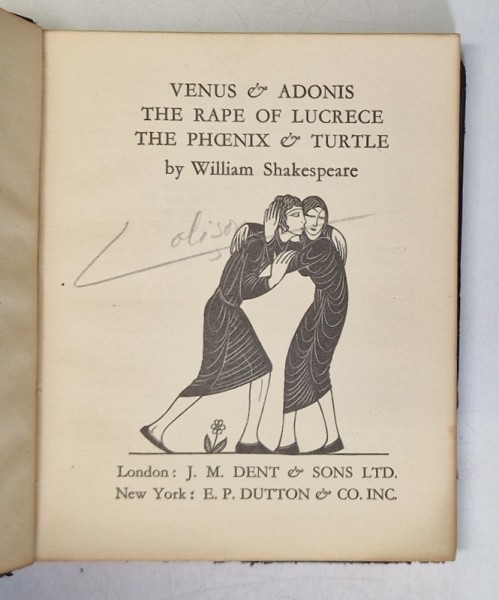 VENUS & ADONIS
THE RAPE OF LUCRECE
THE PHŒNIX & TURTLE
by William Shakespeare
London: J. M. DENT & SONS LTD.
New York: E. P. DUTTON & CO. INC.